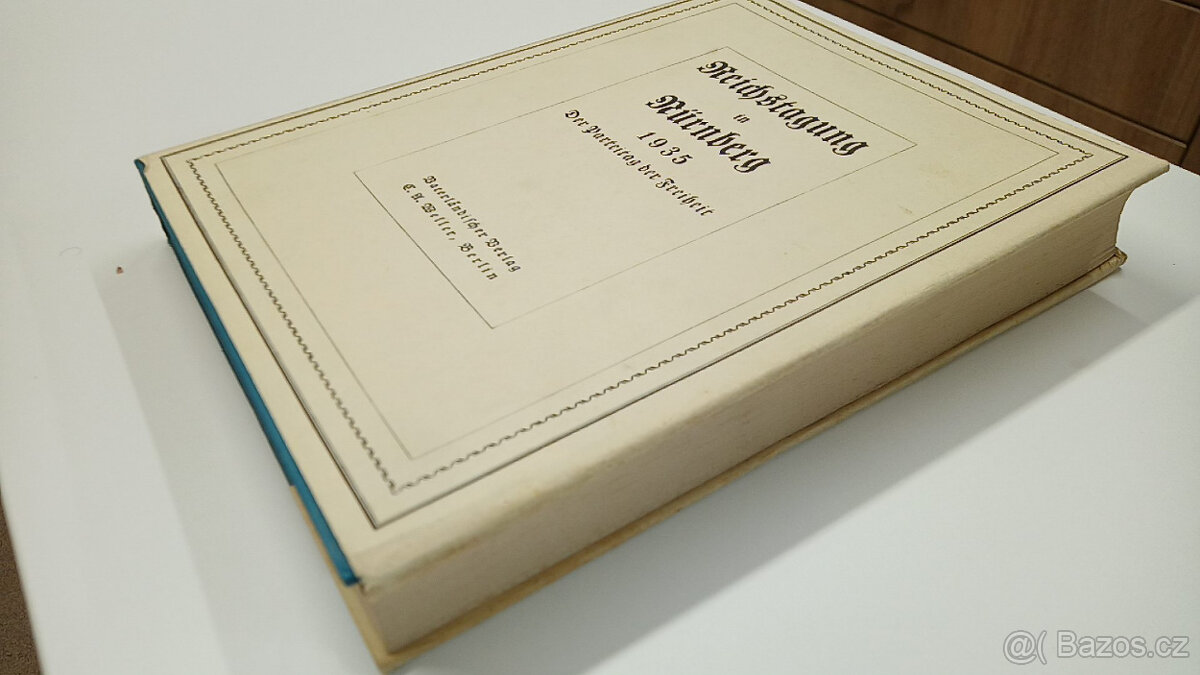 Reichstagung
in
Nürnberg
1935
Der Parteitag der Freiheit
Vaterländischer Verlag
C. A. Weller, Berlin
@( Bazos.cz